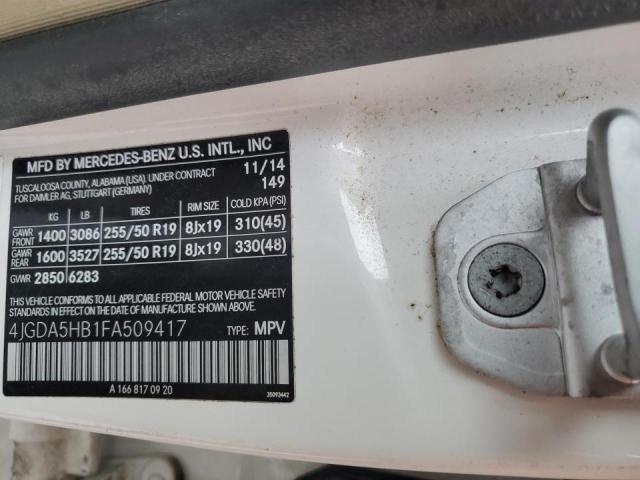 MFD BY MERCEDES-BENZ U.S. INTL., INC
TUSCALOOSA COUNTY, ALABAMA (USA). UNDER CONTRACT 11/14
FOR DAIMLER AG, STUTTGART (GERMANY) 149
KG LB TIRES RIM SIZE COLD KPA (PSI)
GAWR FRONT 1400 3086 255/50 R19 8Jx19 310(45)
GAWR REAR 1600 3527 255/50 R19 8Jx19 330(48)
GVWR 2850 6283
THIS VEHICLE CONFORMS TO ALL APPLICABLE FEDERAL MOTOR VEHICLE SAFETY
STANDARDS IN EFFECT ON THE DATE OF MANUFACTURE SHOWN ABOVE.
4JGDA5HB1FA509417 TYPE: MPV
A 166 817 09 20
35093442